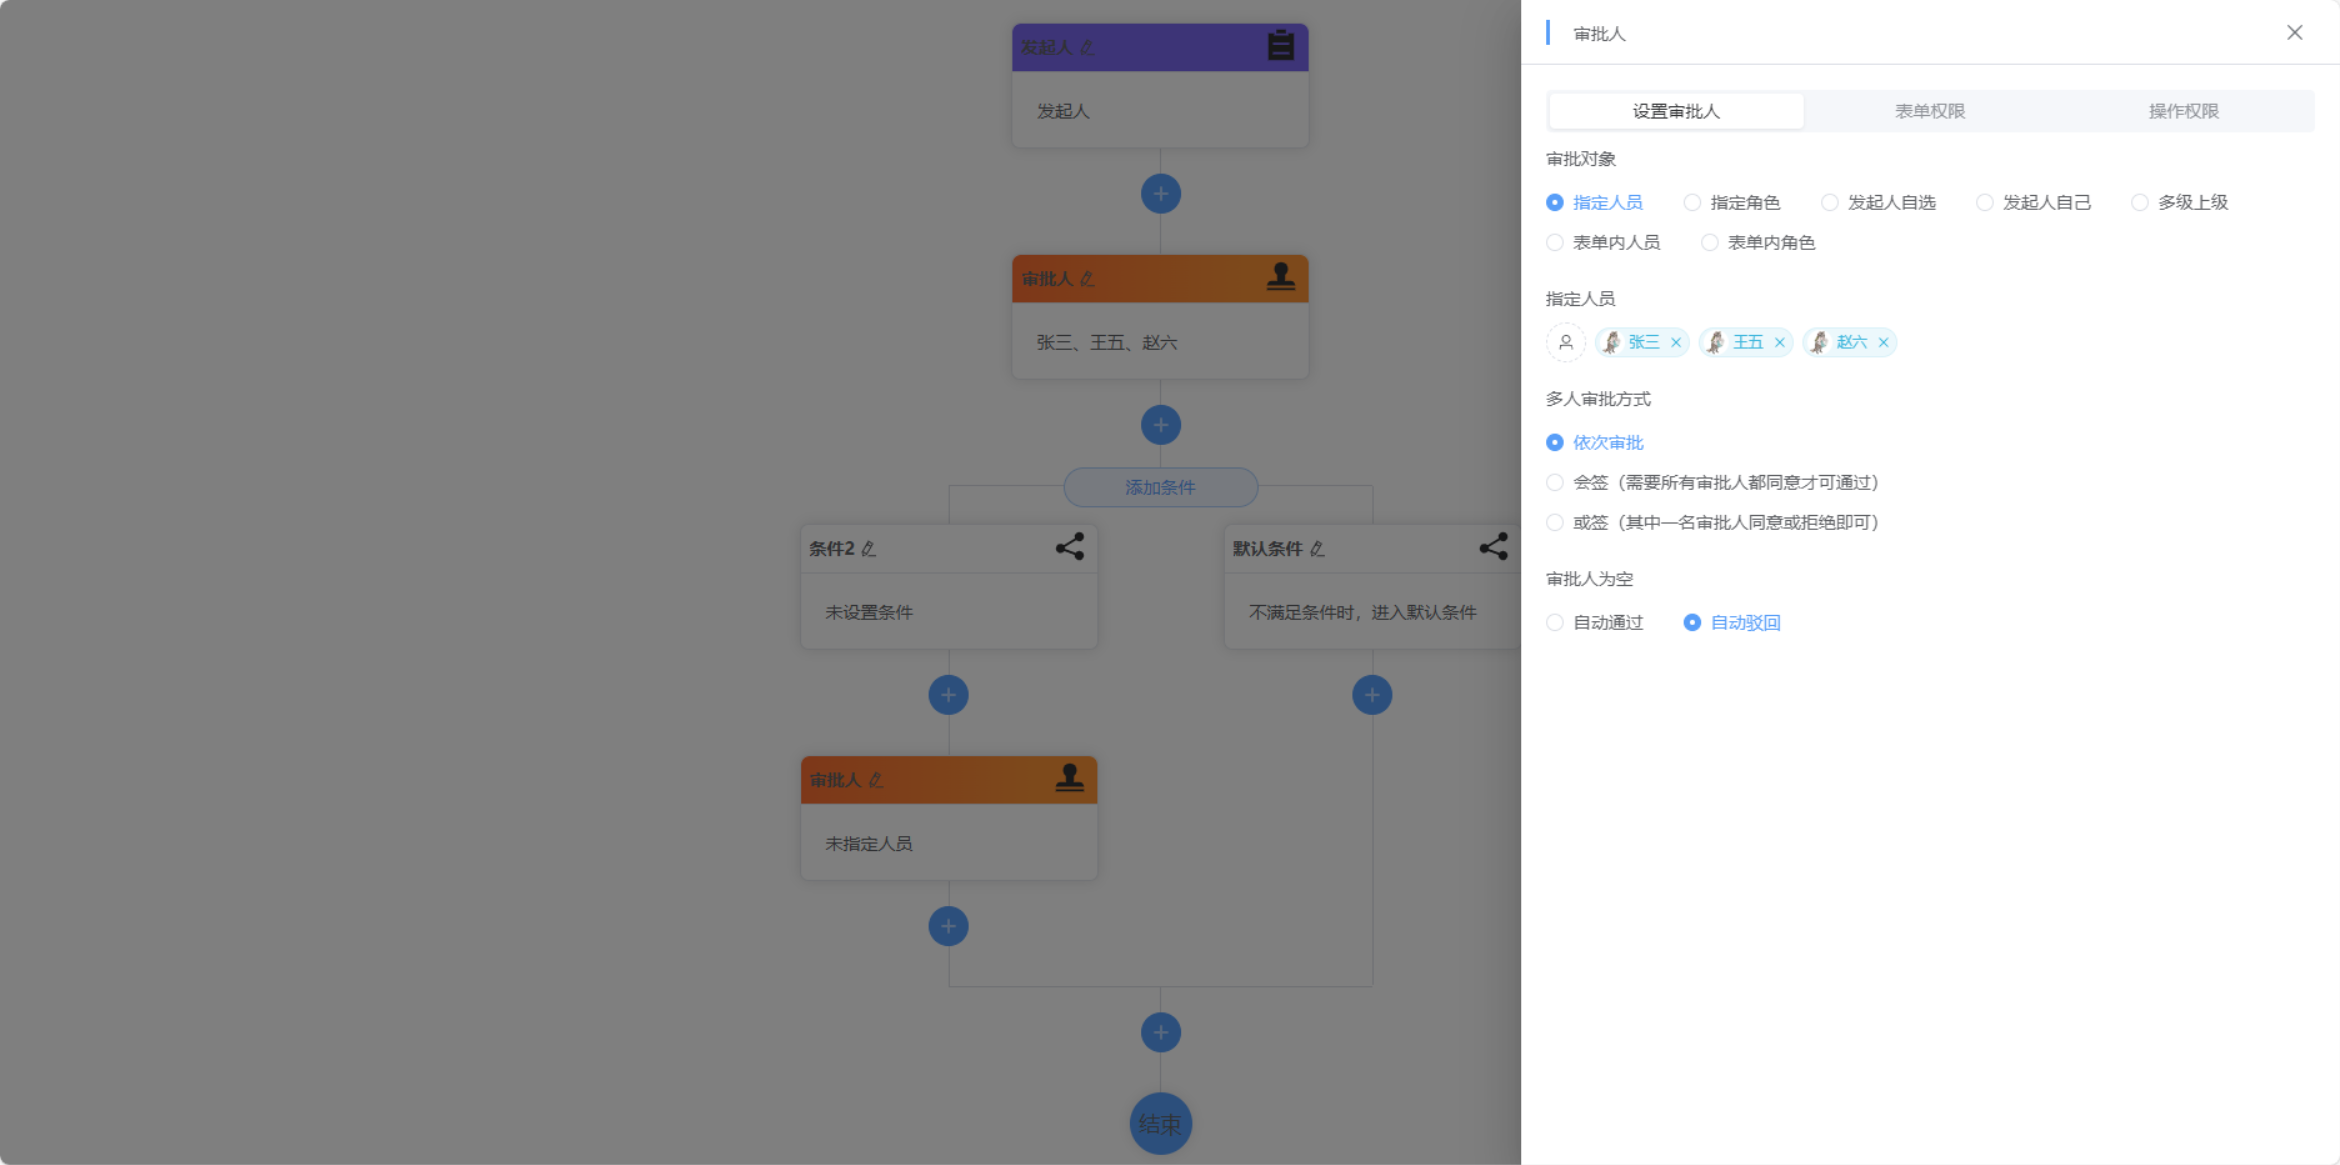 发起人
发起人
审批人
张三、王五、赵六
添加条件
条件2
未设置条件
默认条件
不满足条件时，进入默认条件
审批人
未指定人员
结束
审批人
设置审批人 表单权限 操作权限
审批对象
指定人员 指定角色 发起人自选 发起人自己 多级上级
表单内人员 表单内角色
指定人员
张三 王五 赵六
多人审批方式
依次审批
会签（需要所有审批人都同意才可通过）
或签（其中一名审批人同意或拒绝即可）
审批人为空
自动通过 自动驳回